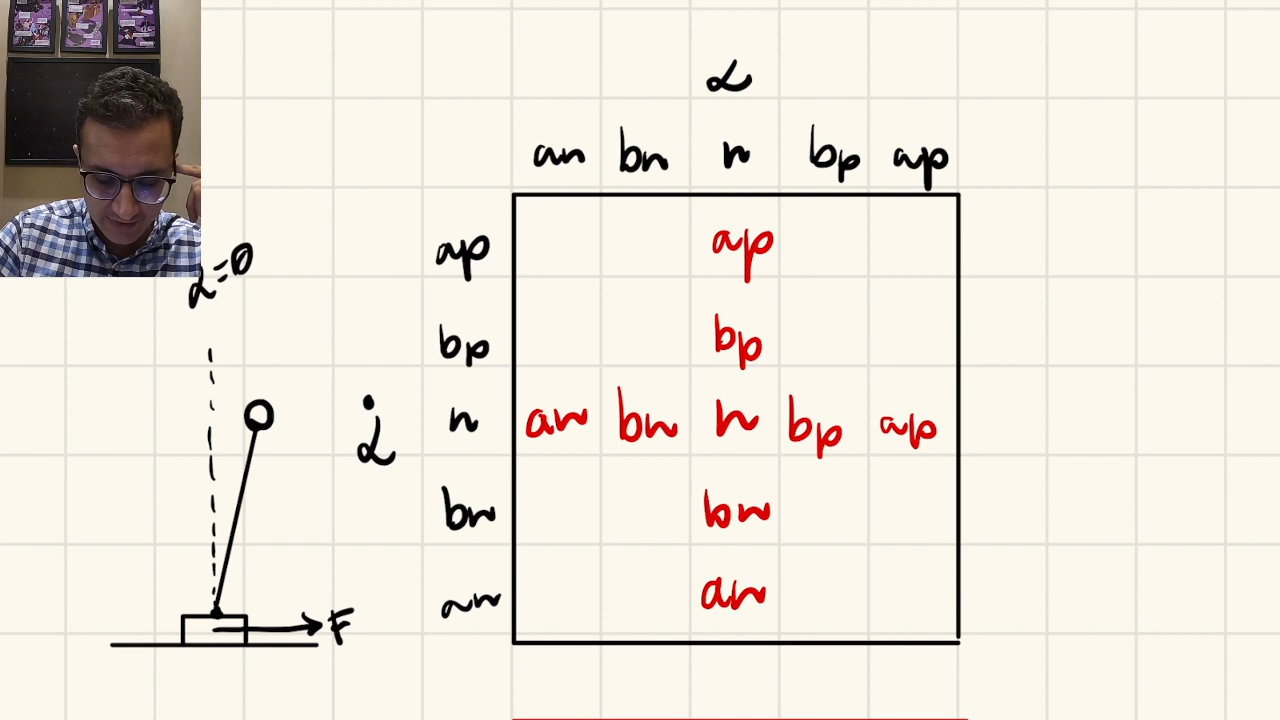 α
an bn n bp ap
α=0
ap ap
bp bp
α̇ n an bn n bp ap
bn bn
an an
F